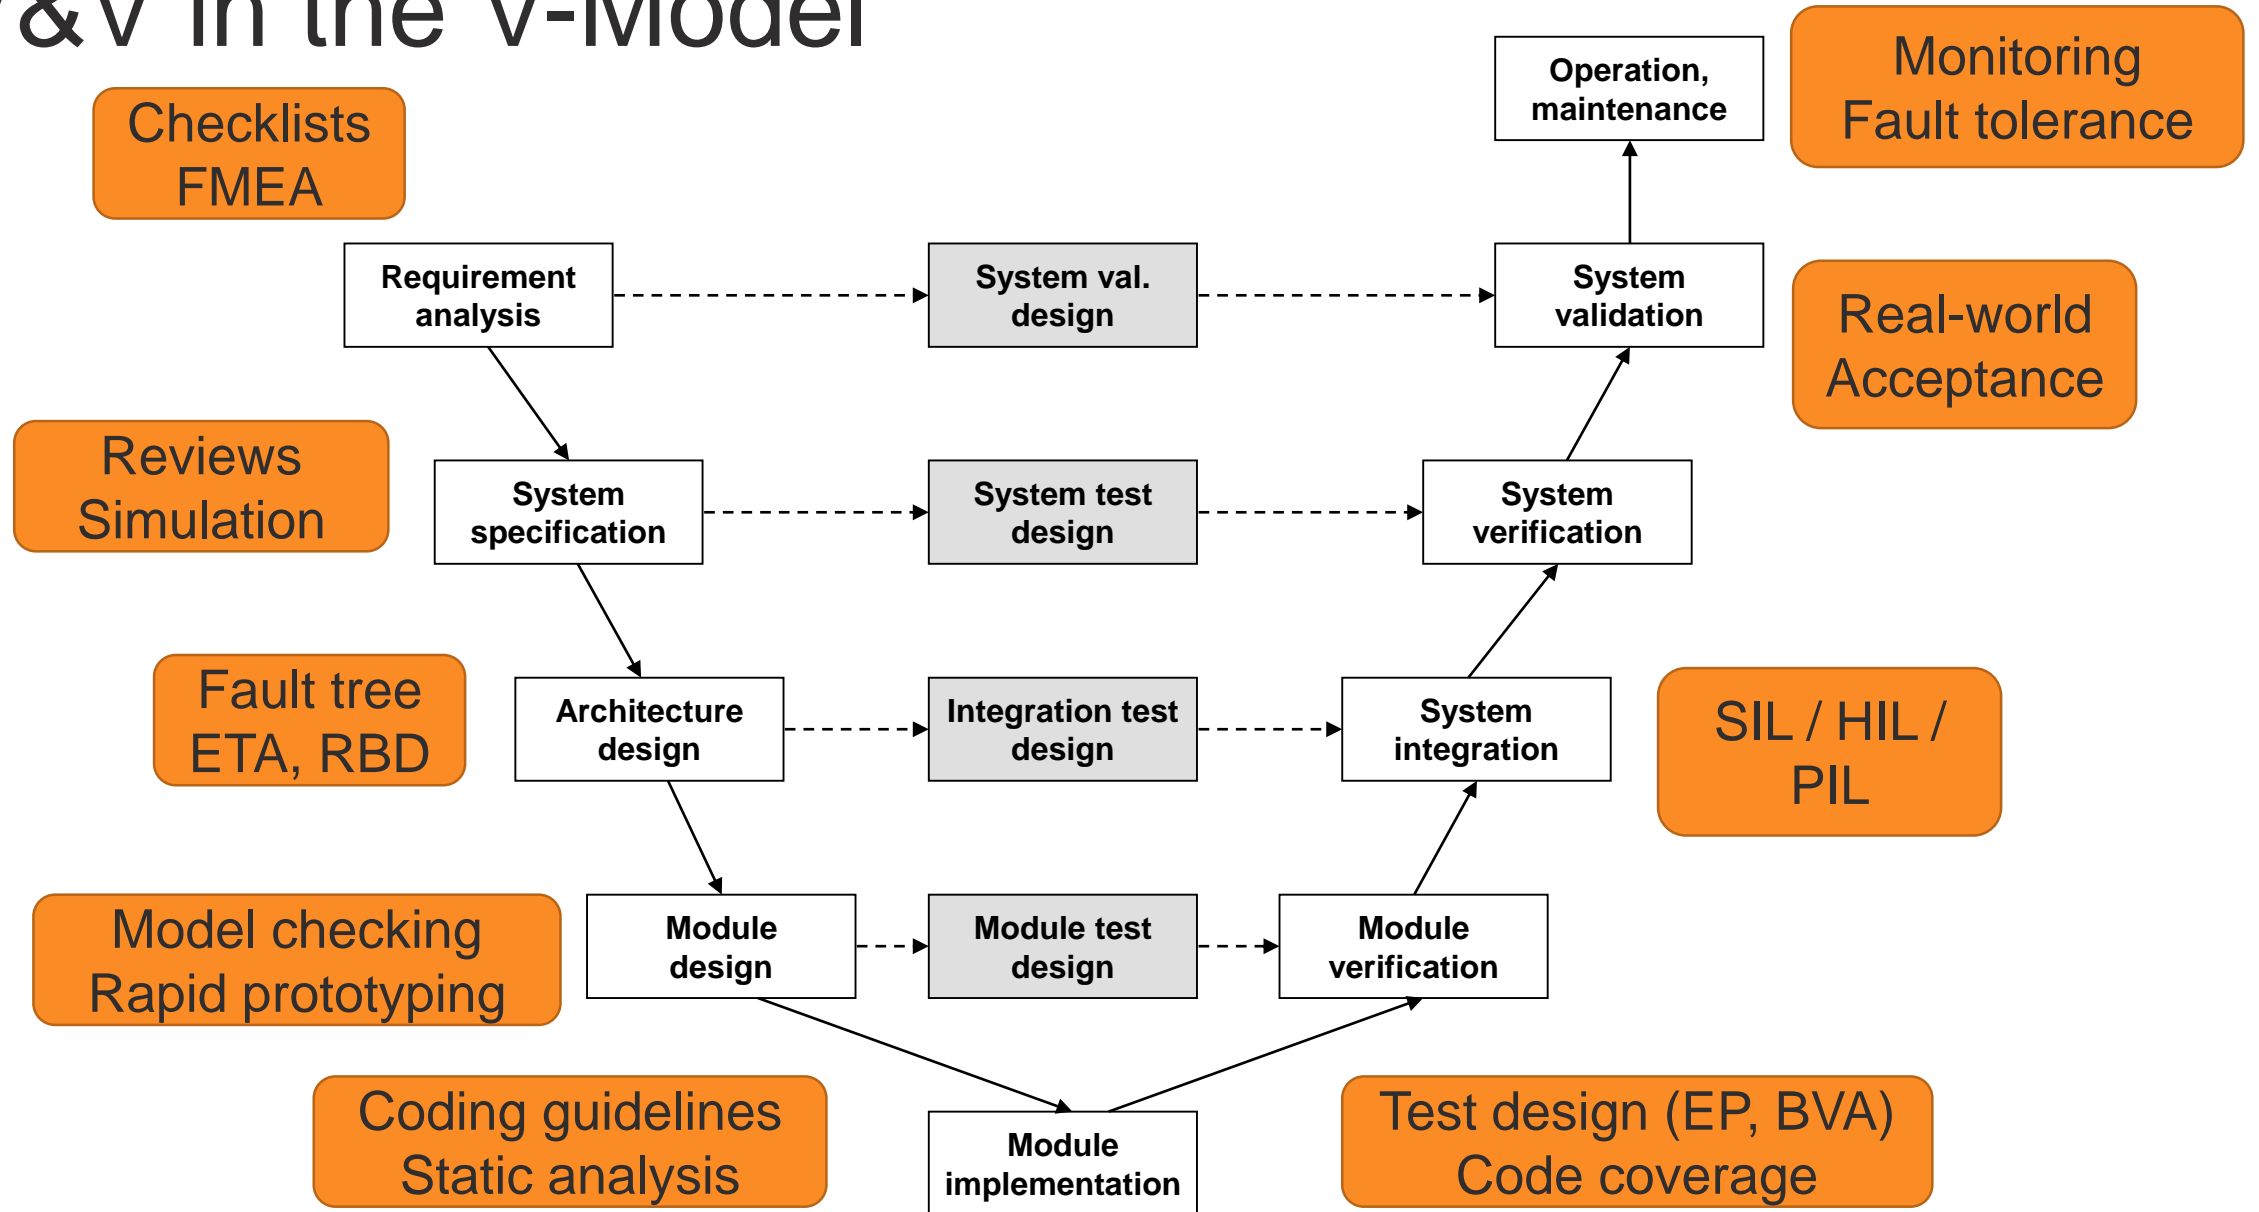 V&V in the V-Model
Operation,
maintenance
Monitoring
Fault tolerance
Checklists
FMEA
Requirement
analysis
System val.
design
System
validation
Real-world
Acceptance
Reviews
Simulation
System
specification
System test
design
System
verification
Fault tree
ETA, RBD
Architecture
design
Integration test
design
System
integration
SIL / HIL /
PIL
Model checking
Rapid prototyping
Module
design
Module test
design
Module
verification
Coding guidelines
Static analysis
Module
implementation
Test design (EP, BVA)
Code coverage